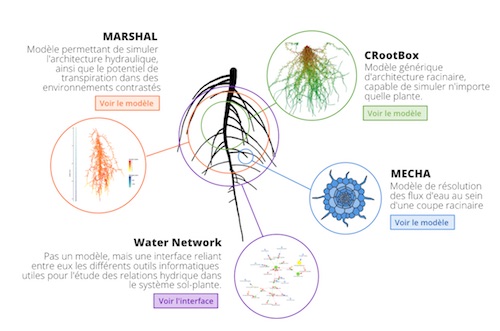 MARSHAL
Modèle permettant de simuler
l'architecture hydraulique,
ainsi que le potentiel de
transpiration dans des
environnements contrastés
Voir le modèle
CRootBox
Modèle générique
d'architecture racinaire,
capable de simuler n'importe
quelle plante.
Voir le modèle
MECHA
Modèle de résolution
des flux d'eau au sein
d'une coupe racinaire
Voir le modèle
Water Network
Pas un modèle, mais une interface reliant
entre eux les différents outils informatiques
utiles pour l'étude des relations hydrique dans
le système sol-plante.
Voir l'interface